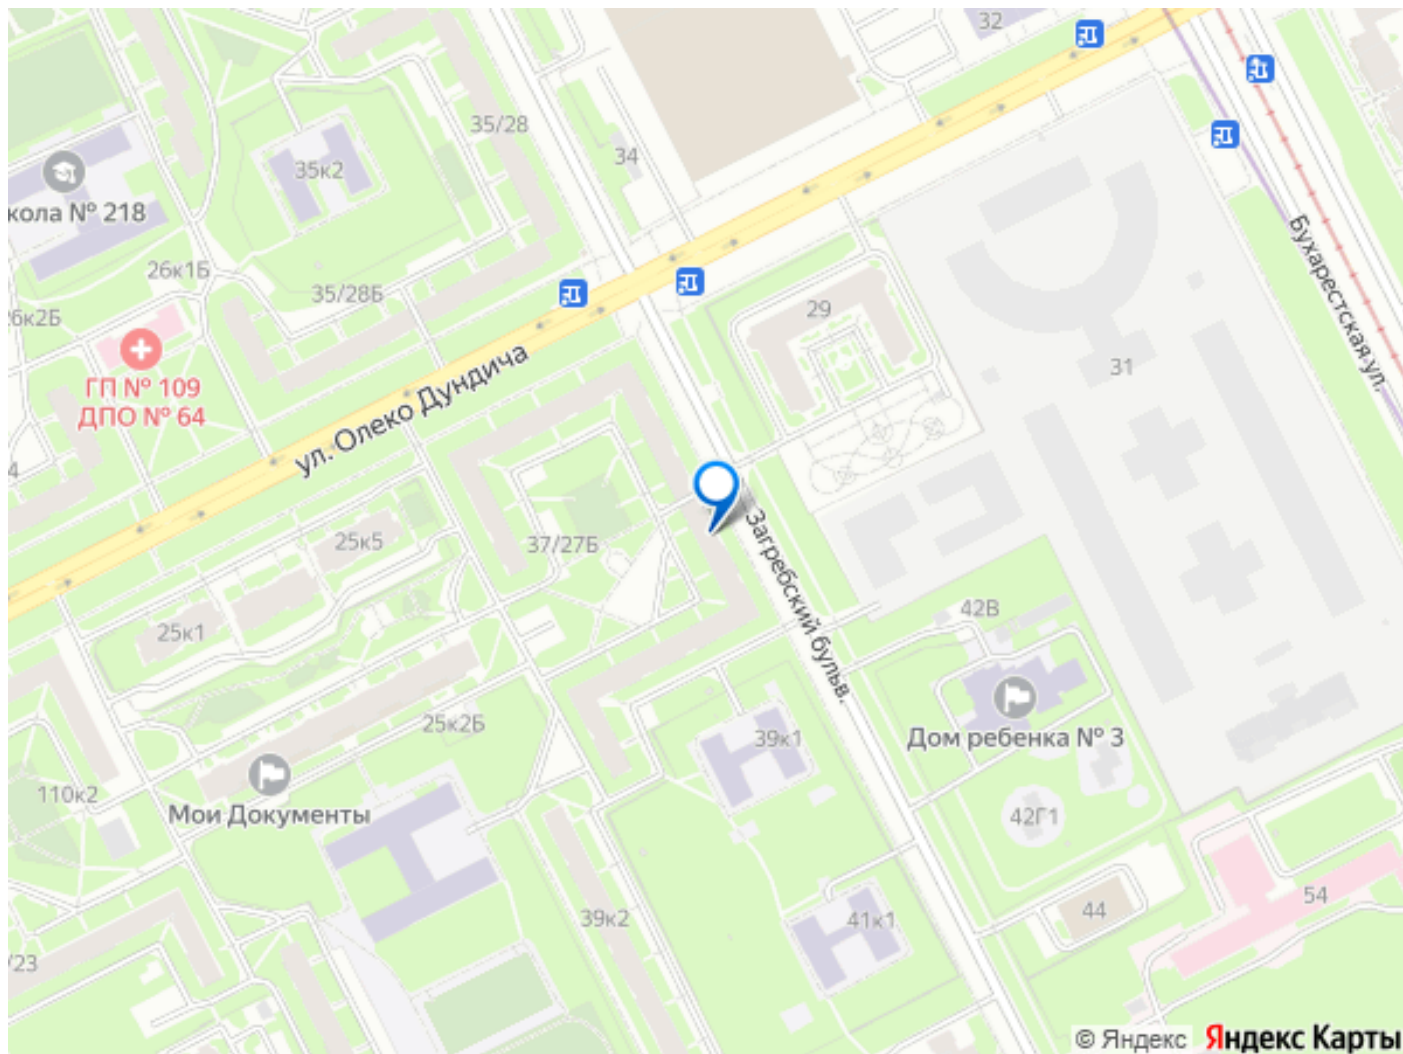 32
35/28
34
35к2
кола № 218
26к1Б
35/28Б
26к2Б
ГП № 109
ДПО № 64
ул. Олеко Дундича
29
31
Бухарестская ул.
4
25к5
37/27Б
Загребский бульв.
25к1
42В
25к2Б
39к1
Дом ребенка № 3
110к2
Мои Документы
42Г1
54
44
39к2
41к1
/23
© Яндекс Яндекс Карты